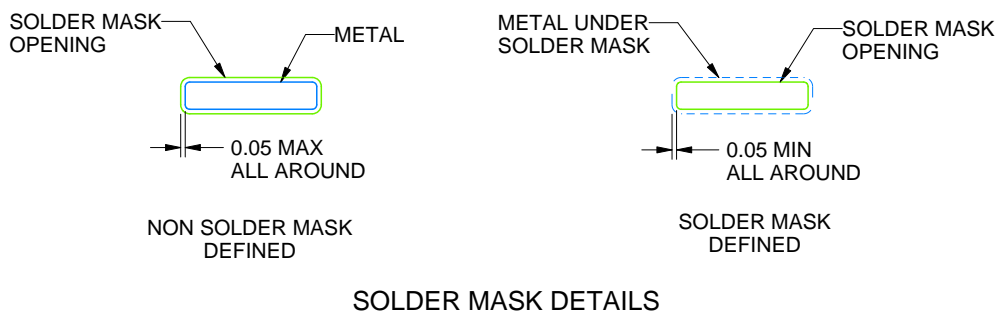 SOLDER MASK
OPENING
METAL
0.05 MAX
ALL AROUND
NON SOLDER MASK
DEFINED
METAL UNDER
SOLDER MASK
SOLDER MASK
OPENING
0.05 MIN
ALL AROUND
SOLDER MASK
DEFINED
SOLDER MASK DETAILS